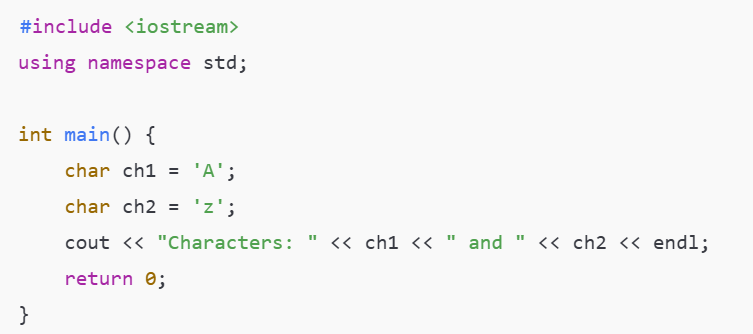 #include <iostream>
using namespace std;

int main() {
    char ch1 = 'A';
    char ch2 = 'z';
    cout << "Characters: " << ch1 << " and " << ch2 << endl;
    return 0;
}